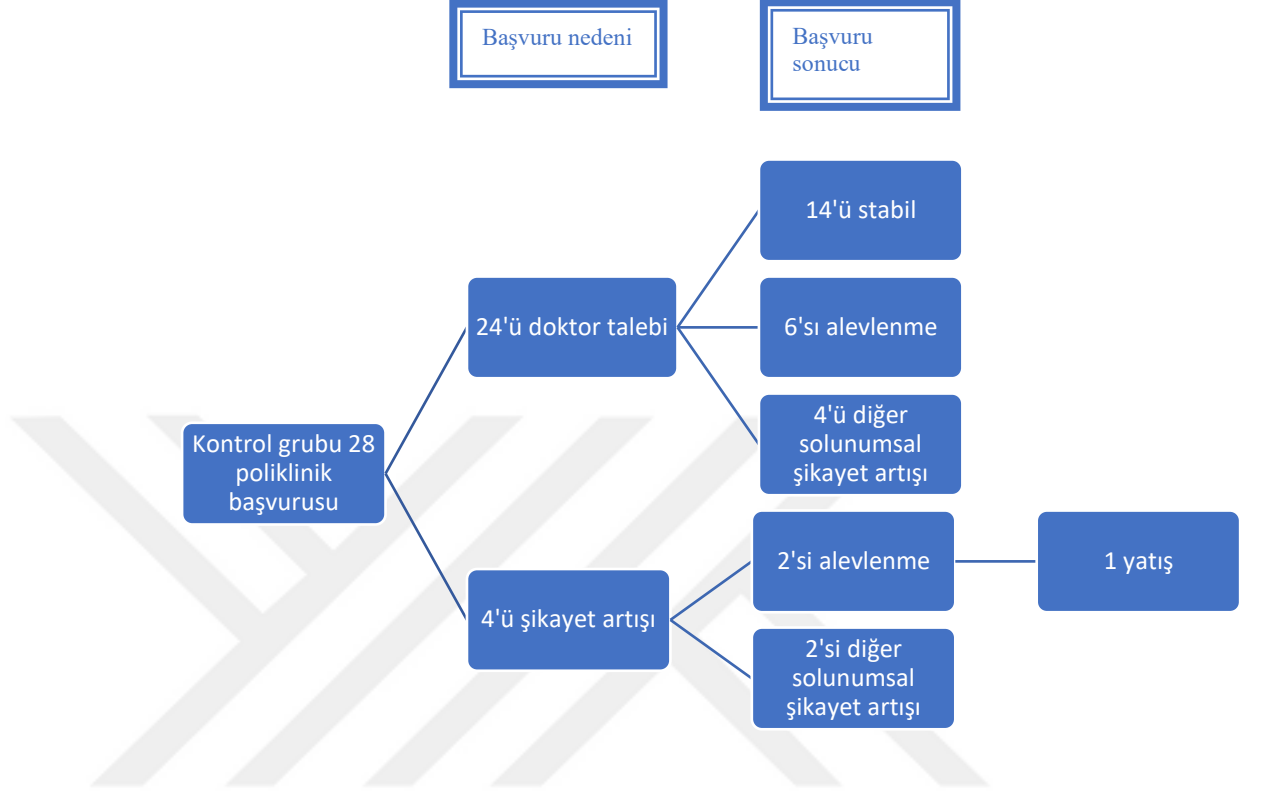 Başvuru nedeni
Başvuru
sonucu
14'ü stabil
24'ü doktor talebi
6'sı alevlenme
4'ü diğer
solunumsal
şikayet artışı
Kontrol grubu 28
poliklinik
başvurusu
2'si alevlenme
1 yatış
4'ü şikayet artışı
2'si diğer
solunumsal
şikayet artışı